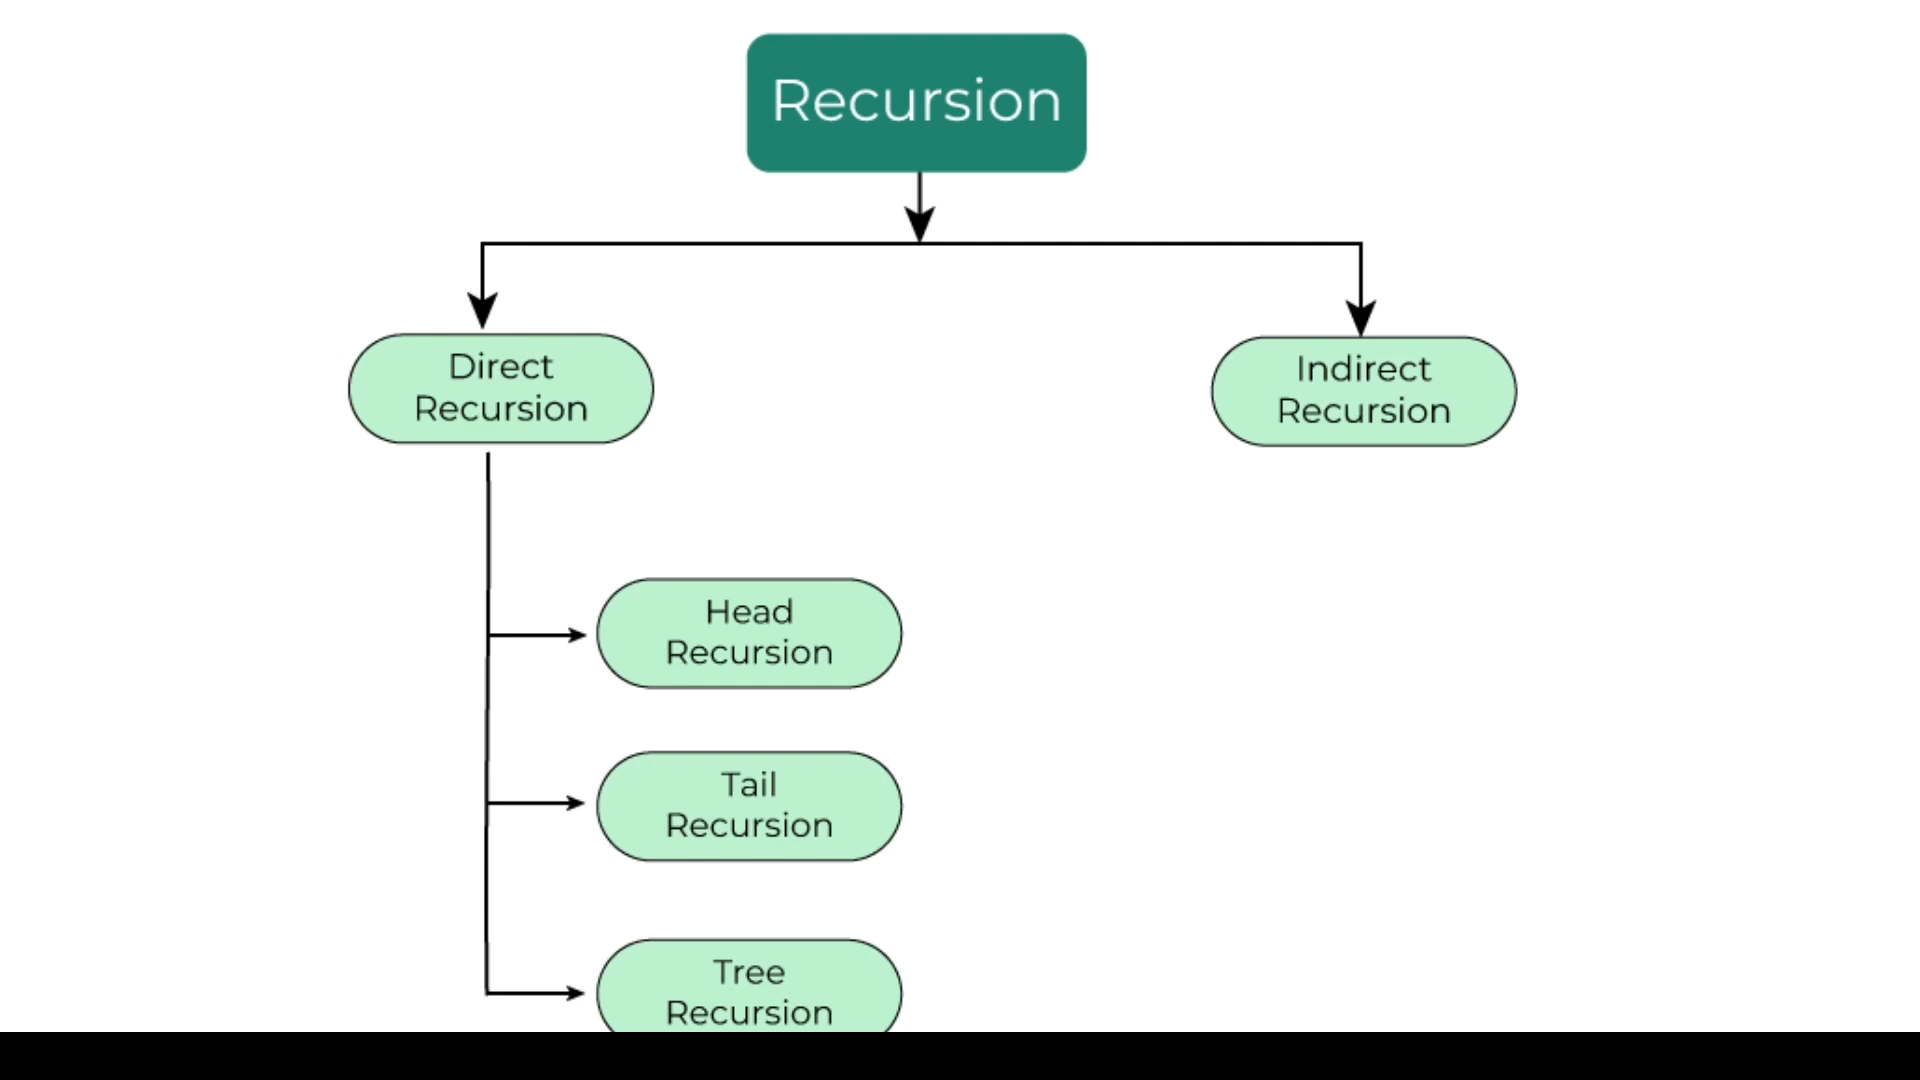 Recursion
Direct
Recursion
Indirect
Recursion
Head
Recursion
Tail
Recursion
Tree
Recursion